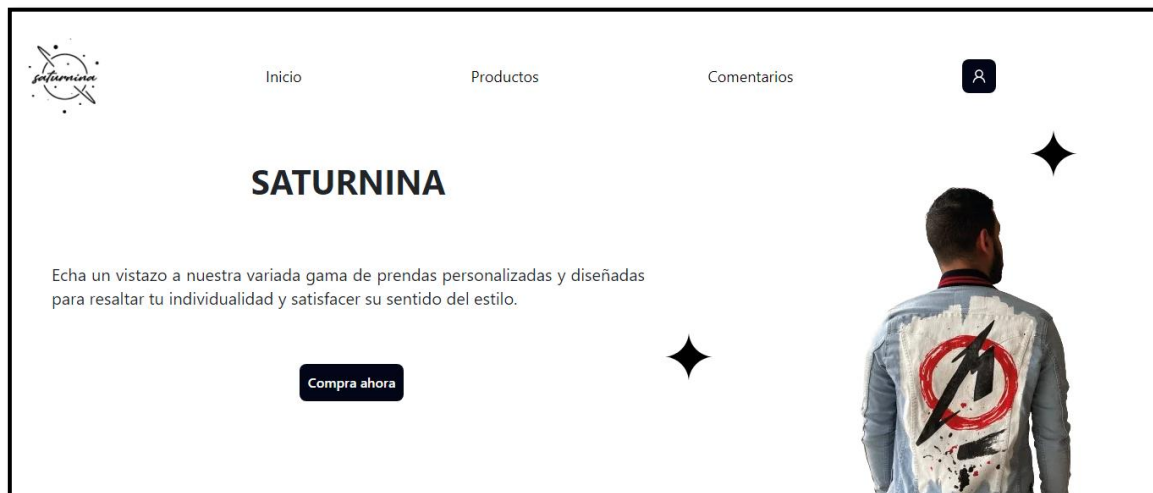 saturnina
Inicio
Productos
Comentarios
SATURNINA
Echa un vistazo a nuestra variada gama de prendas personalizadas y diseñadas
para resaltar tu individualidad y satisfacer su sentido del estilo.
Compra ahora